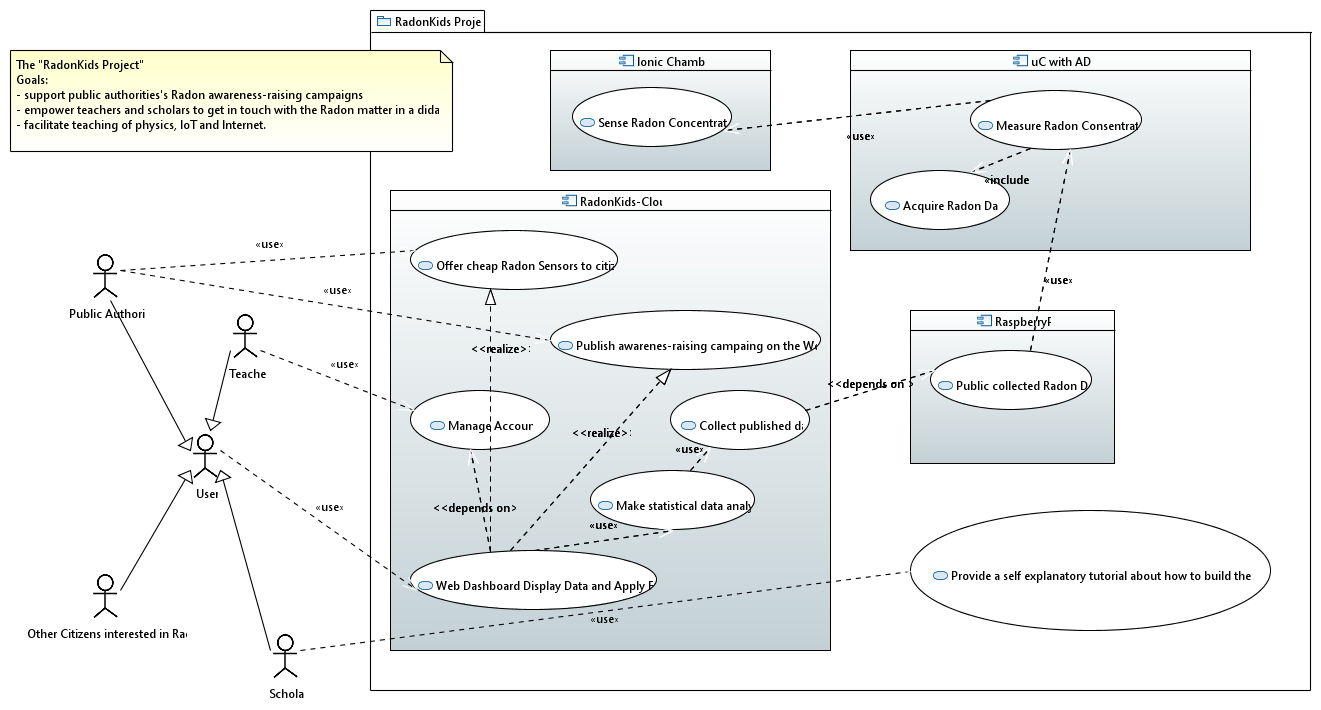 RadonKids Proje
The "RadonKids Project"
Goals:
- support public authorities's Radon awareness-raising campaigns
- empower teachers and scholars to get in touch with the Radon matter in a dida
- facilitate teaching of physics, IoT and Internet.
Ionic Chamb
Sense Radon Concentrat
uC with AD
Measure Radon Consentrat
«use»
«include
Acquire Radon Da
RadonKids-Clou
Offer cheap Radon Sensors to citiz
«use»
Public Authori
«use»
«use»
RaspberryP
Public collected Radon D
<<realize>:
Publish awarenes-raising campaing on the We
Teache
«use»
<<depends on >
Manage Accour
<<realize>:
Collect published da
«use»
User
«use»
<<depends on>
Make statistical data analy
«use»
Web Dashboard Display Data and Apply F
Provide a self explanatory tutorial about how to build the
«use»
Other Citizens interested in Rad
Schola